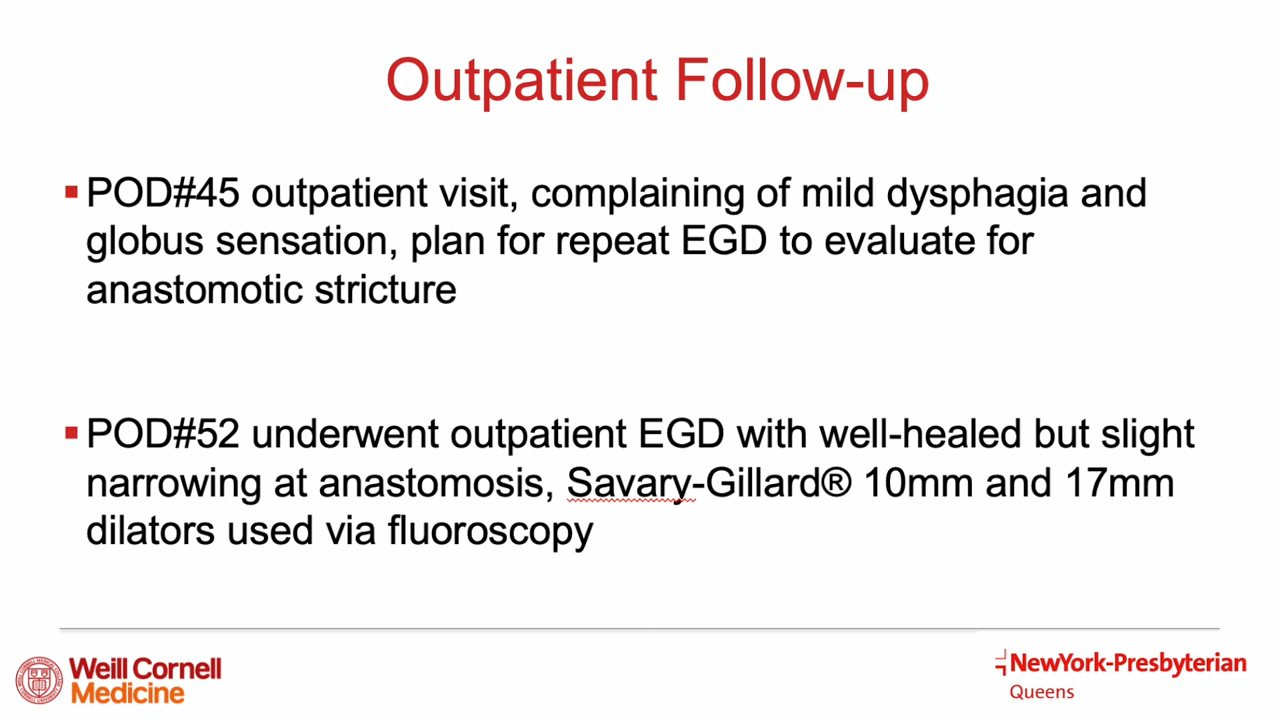 Outpatient Follow-up
▪POD#45 outpatient visit, complaining of mild dysphagia and
globus sensation, plan for repeat EGD to evaluate for
anastomotic stricture
▪POD#52 underwent outpatient EGD with well-healed but slight
narrowing at anastomosis, Savary-Gillard® 10mm and 17mm
dilators used via fluoroscopy
Weill Cornell
Medicine
NewYork-Presbyterian
Queens